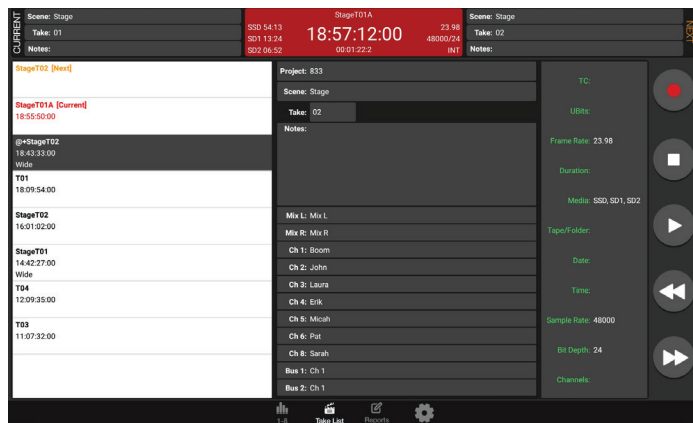 CURRENT
Scene: Stage
Take: 01
Notes:
SSD 54:13
SD1 13:24
SD2 06:52
StageT01A
18:57:12:00
00:01:22:2
23.98
48000/24
INT
Scene: Stage
Take: 02
Notes:
NEXT
StageT02 [Next]
StageT01A [Current]
18:55:50:00
@+StageT02
18:43:33:00
Wide
T01
18:09:54:00
StageT02
16:01:02:00
StageT01
14:42:27:00
Wide
T04
12:09:35:00
T03
11:07:32:00
Project: 833
Scene: Stage
Take: 02
Notes:
Mix L: Mix L
Mix R: Mix R
Ch 1: Boom
Ch 2: John
Ch 3: Laura
Ch 4: Erik
Ch 5: Micah
Ch 6: Pat
Ch 8: Sarah
Bus 1: Ch 1
Bus 2: Ch 1
TC:
UBits:
Frame Rate: 23.98
Duration:
Media: SSD, SD1, SD2
Tape/Folder:
Date:
Time:
Sample Rate: 48000
Bit Depth: 24
Channels:
1-8
Take List
Reports